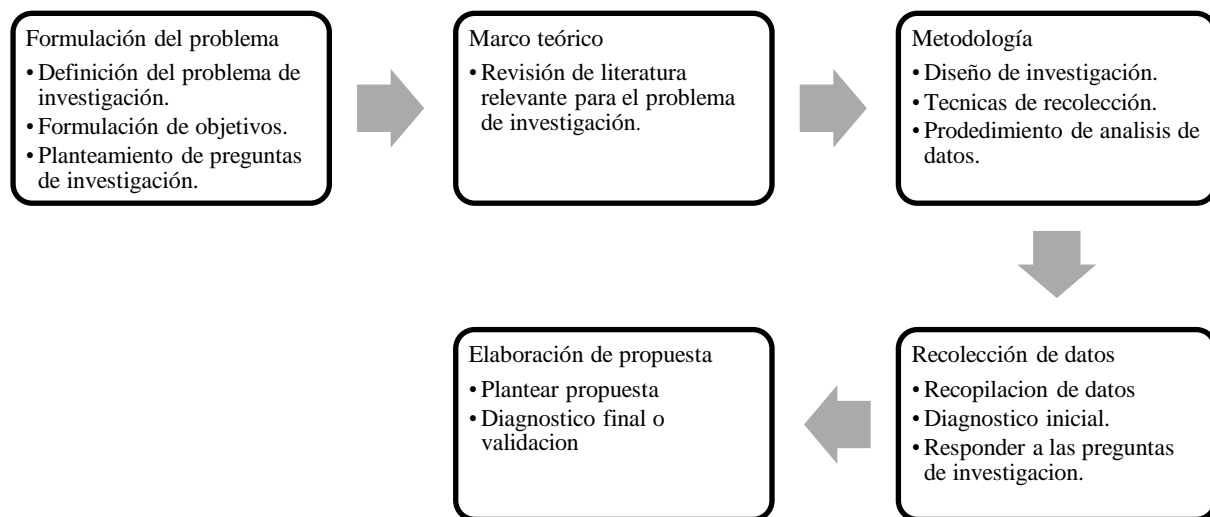 Formulación del problema
• Definición del problema de
investigación.
• Formulación de objetivos.
• Planteamiento de preguntas
de investigación.
Marco teórico
• Revisión de literatura
relevante para el problema
de investigación.
Metodología
• Diseño de investigación.
• Tecnicas de recolección.
• Prodedimiento de analisis de
datos.
Recolección de datos
• Recopilacion de datos
• Diagnostico inicial.
• Responder a las preguntas
de investigacion.
Elaboración de propuesta
• Plantear propuesta
• Diagnostico final o
validacion